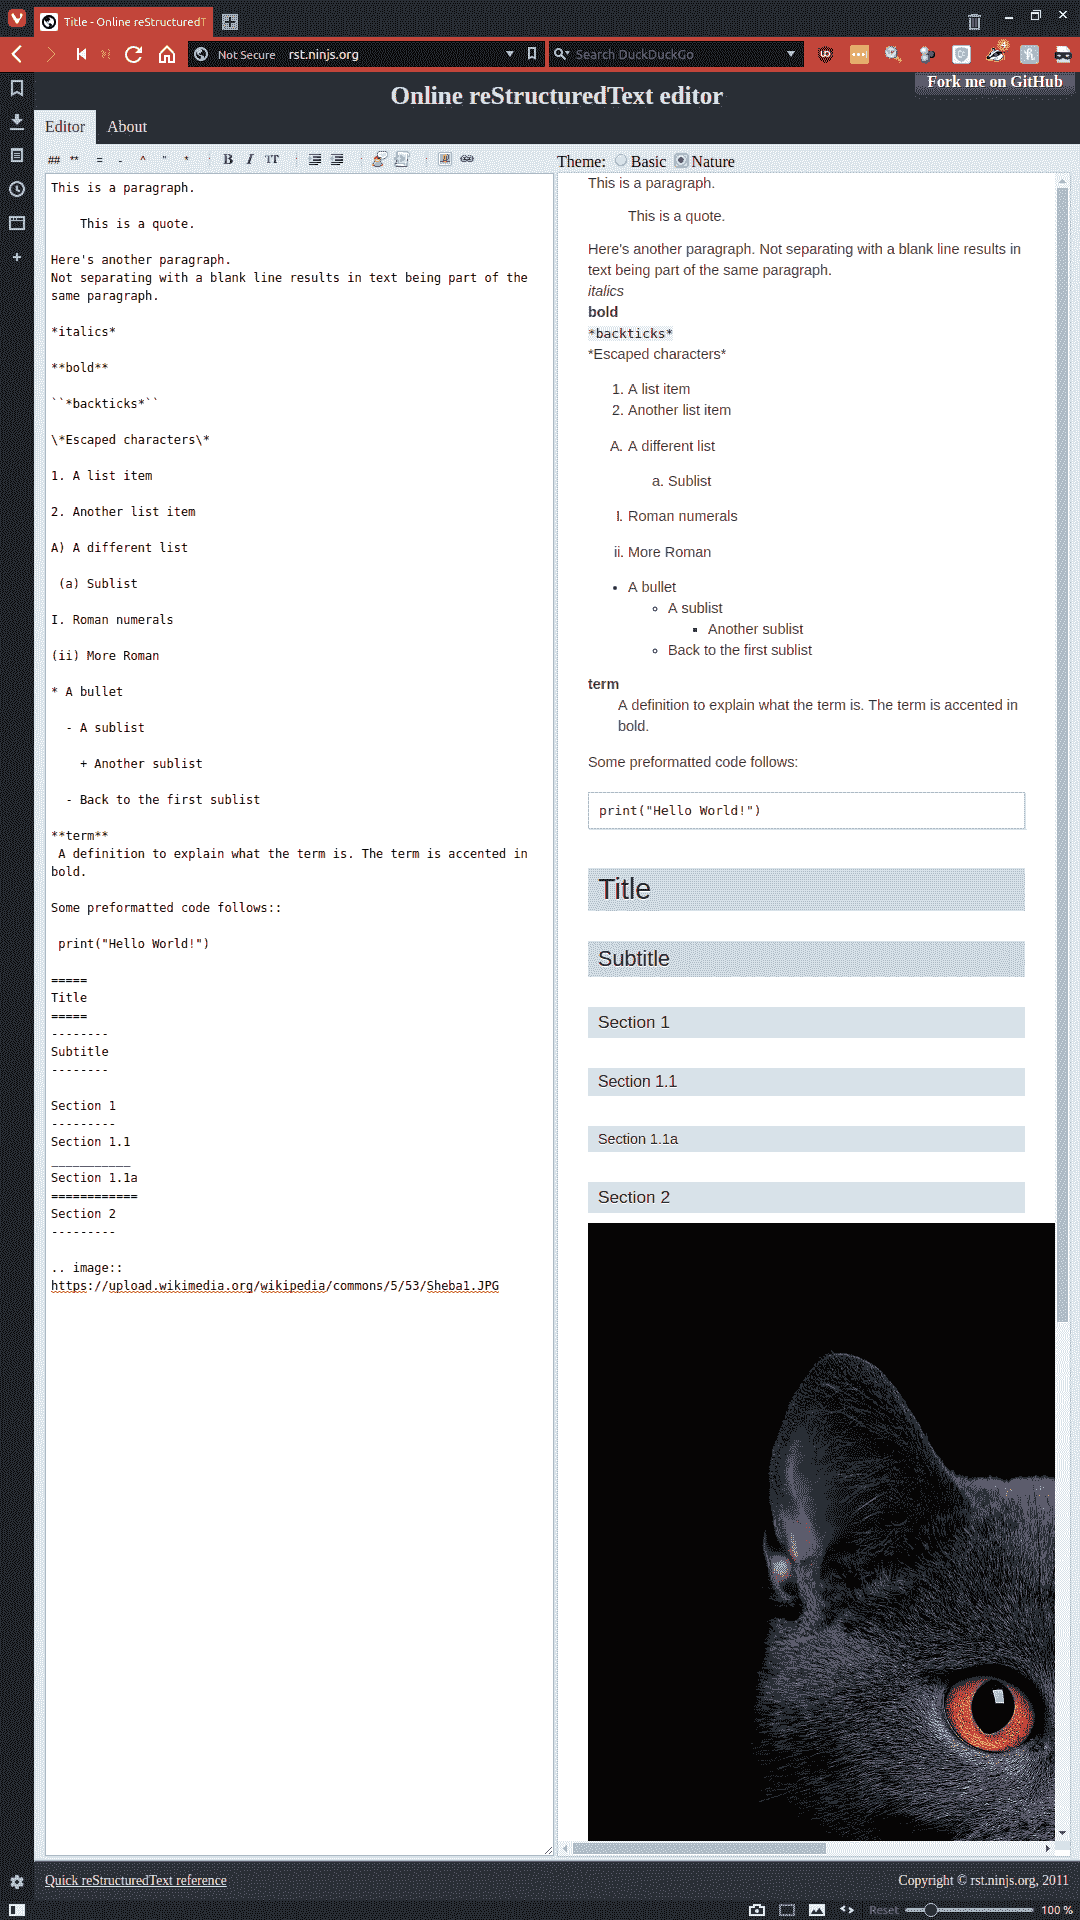 Title - Online reStructuredT
Not Secure rst.ninjs.org
Search DuckDuckGo
Online reStructuredText editor
Fork me on GitHub
Editor
About
## ** = - ^ " * B I TT
Theme: Basic Nature
This is a paragraph.
This is a quote.
Here's another paragraph.
Not separating with a blank line results in text being part of the
same paragraph.
*italics*
**bold**
``*backticks*``
\*Escaped characters\*
1. A list item
2. Another list item
A) A different list
(a) Sublist
I. Roman numerals
(ii) More Roman
* A bullet
- A sublist
+ Another sublist
- Back to the first sublist
**term**
A definition to explain what the term is. The term is accented in
bold.
Some preformatted code follows::
print("Hello World!")
=====
Title
=====
--------
Subtitle
--------
Section 1
---------
Section 1.1
___________
Section 1.1a
============
Section 2
---------
.. image::
https://upload.wikimedia.org/wikipedia/commons/5/53/Sheba1.JPG
This is a paragraph.
This is a quote.
Here's another paragraph. Not separating with a blank line results in
text being part of the same paragraph.
italics
bold
*backticks*
*Escaped characters*
1. A list item
2. Another list item
A. A different list
a. Sublist
I. Roman numerals
ii. More Roman
• A bullet
◦ A sublist
▪ Another sublist
◦ Back to the first sublist
term
A definition to explain what the term is. The term is accented in
bold.
Some preformatted code follows:
print("Hello World!")
Title
Subtitle
Section 1
Section 1.1
Section 1.1a
Section 2
Quick reStructuredText reference
Copyright © rst.ninjs.org, 2011
Reset
100 %